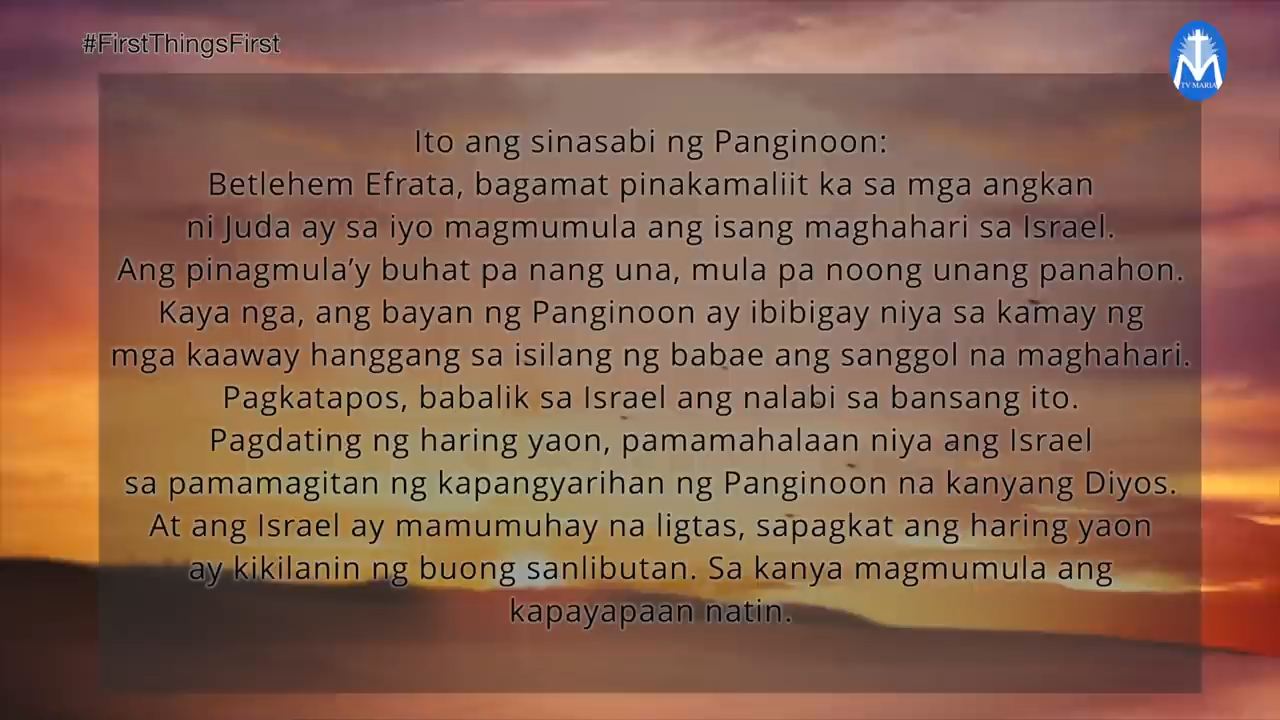 #FirstThingsFirst
TV MARIA
Ito ang sinasabi ng Panginoon:
Betlehem Efrata, bagamat pinakamaliit ka sa mga angkan
ni Juda ay sa iyo magmumula ang isang maghahari sa Israel.
Ang pinagmula’y buhat pa nang una, mula pa noong unang panahon.
Kaya nga, ang bayan ng Panginoon ay ibibigay niya sa kamay ng
mga kaaway hanggang sa isilang ng babae ang sanggol na maghahari.
Pagkatapos, babalik sa Israel ang nalabi sa bansang ito.
Pagdating ng haring yaon, pamamahalaan niya ang Israel
sa pamamagitan ng kapangyarihan ng Panginoon na kanyang Diyos.
At ang Israel ay mamumuhay na ligtas, sapagkat ang haring yaon
ay kikilanin ng buong sanlibutan. Sa kanya magmumula ang
kapayapaan natin.